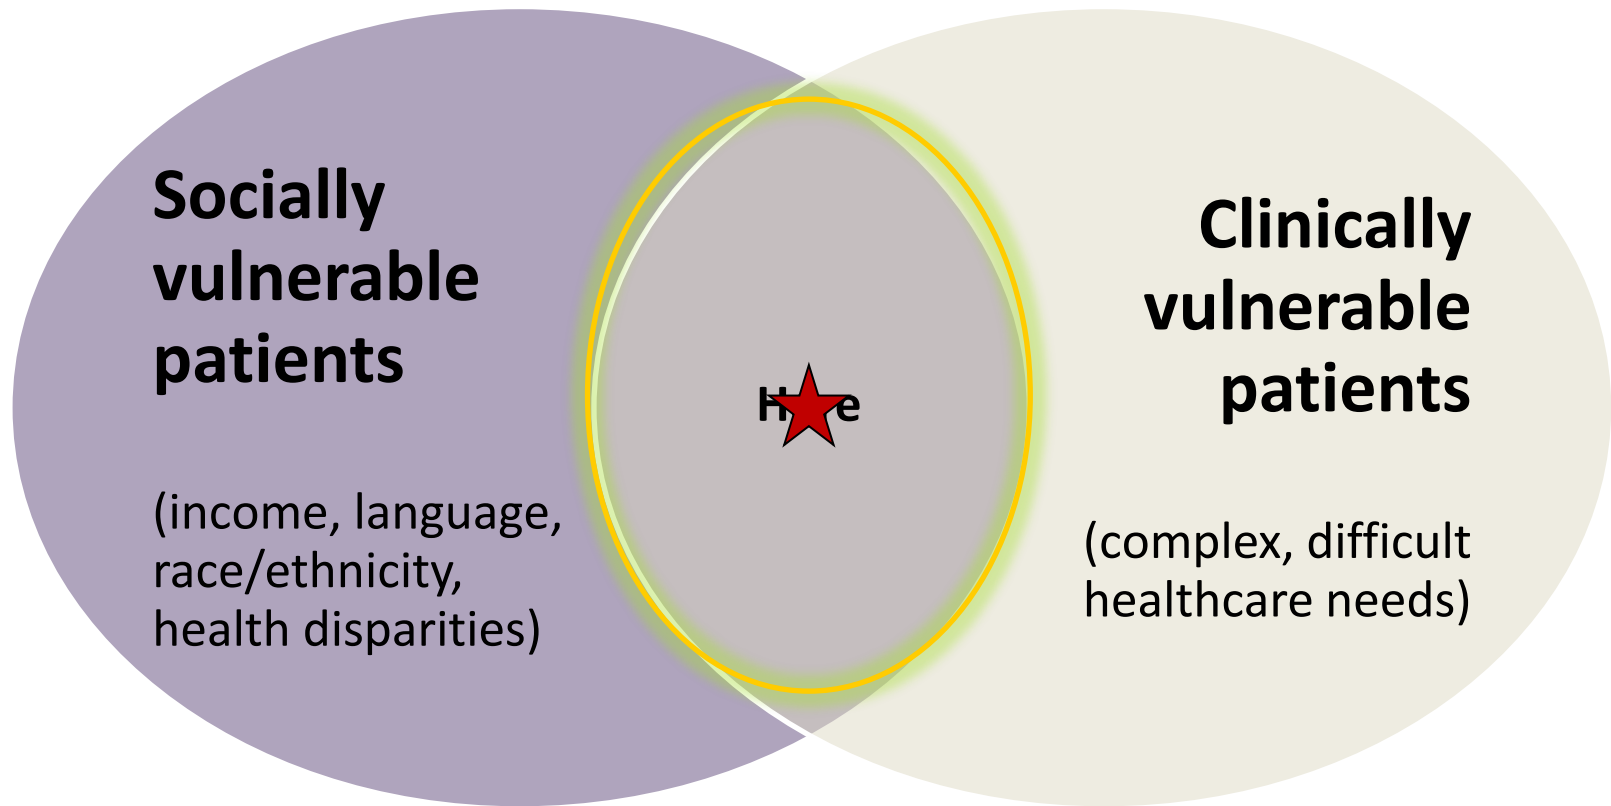 Socially
vulnerable
patients
(income, language,
race/ethnicity,
health disparities)
Clinically
vulnerable
patients
(complex, difficult
healthcare needs)